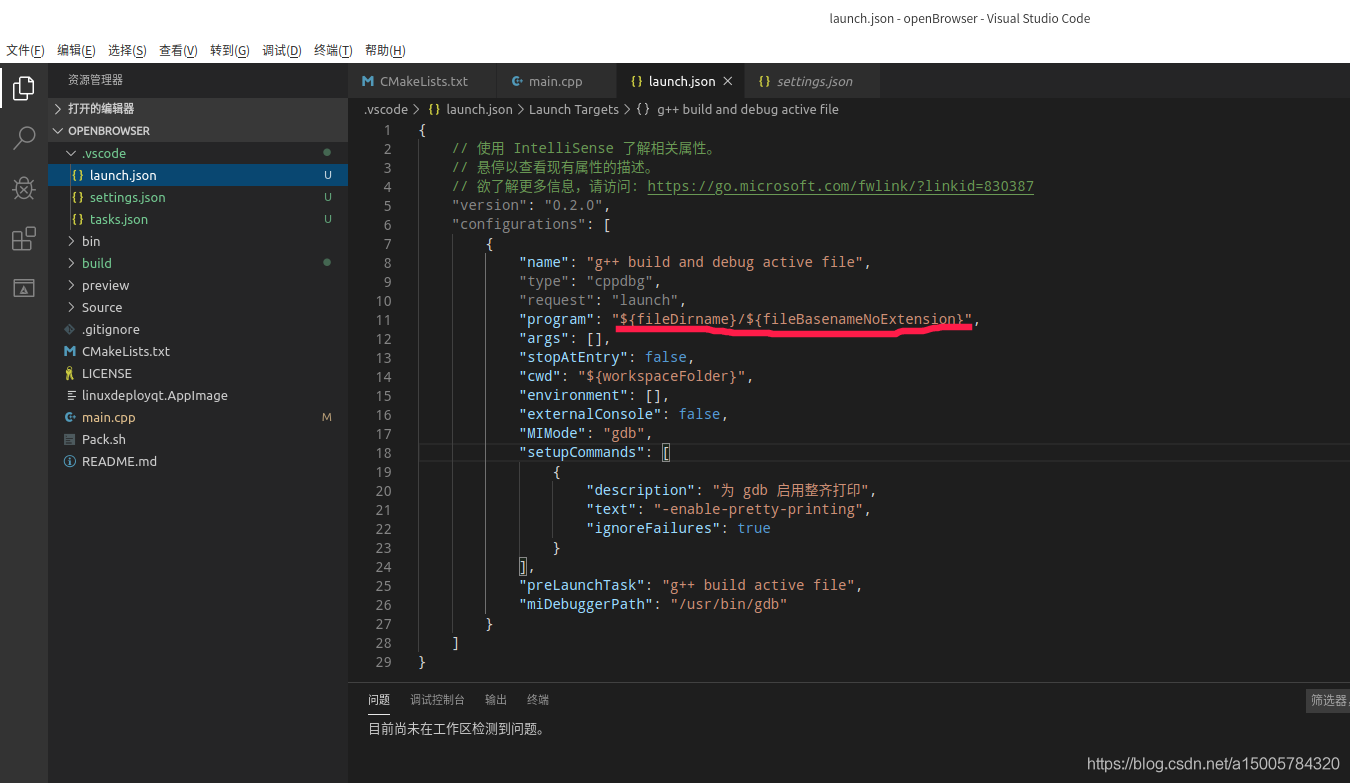 launch.json - openBrowser - Visual Studio Code
文件(F) 编辑(E) 选择(S) 查看(V) 转到(G) 调试(D) 终端(T) 帮助(H)
资源管理器
打开的编辑器
OPENBROWSER
.vscode
launch.json U
settings.json U
tasks.json U
bin
build
preview
Source
.gitignore
CMakeLists.txt
LICENSE
linuxdeployqt.AppImage
main.cpp M
Pack.sh
README.md
CMakeLists.txt main.cpp launch.json settings.json
.vscode > launch.json > Launch Targets > g++ build and debug active file
1 {
2 // 使用 IntelliSense 了解相关属性。
3 // 悬停以查看现有属性的描述。
4 // 欲了解更多信息，请访问: https://go.microsoft.com/fwlink/?linkid=830387
5 "version": "0.2.0",
6 "configurations": [
7 {
8 "name": "g++ build and debug active file",
9 "type": "cppdbg",
10 "request": "launch",
11 "program": "${fileDirname}/${fileBasenameNoExtension}",
12 "args": [],
13 "stopAtEntry": false,
14 "cwd": "${workspaceFolder}",
15 "environment": [],
16 "externalConsole": false,
17 "MIMode": "gdb",
18 "setupCommands": [
19 {
20 "description": "为 gdb 启用整齐打印",
21 "text": "-enable-pretty-printing",
22 "ignoreFailures": true
23 }
24 ],
25 "preLaunchTask": "g++ build active file",
26 "miDebuggerPath": "/usr/bin/gdb"
27 }
28 ]
29 }
问题 调试控制台 输出 终端 筛选器
目前尚未在工作区检测到问题。
https://blog.csdn.net/a15005784320